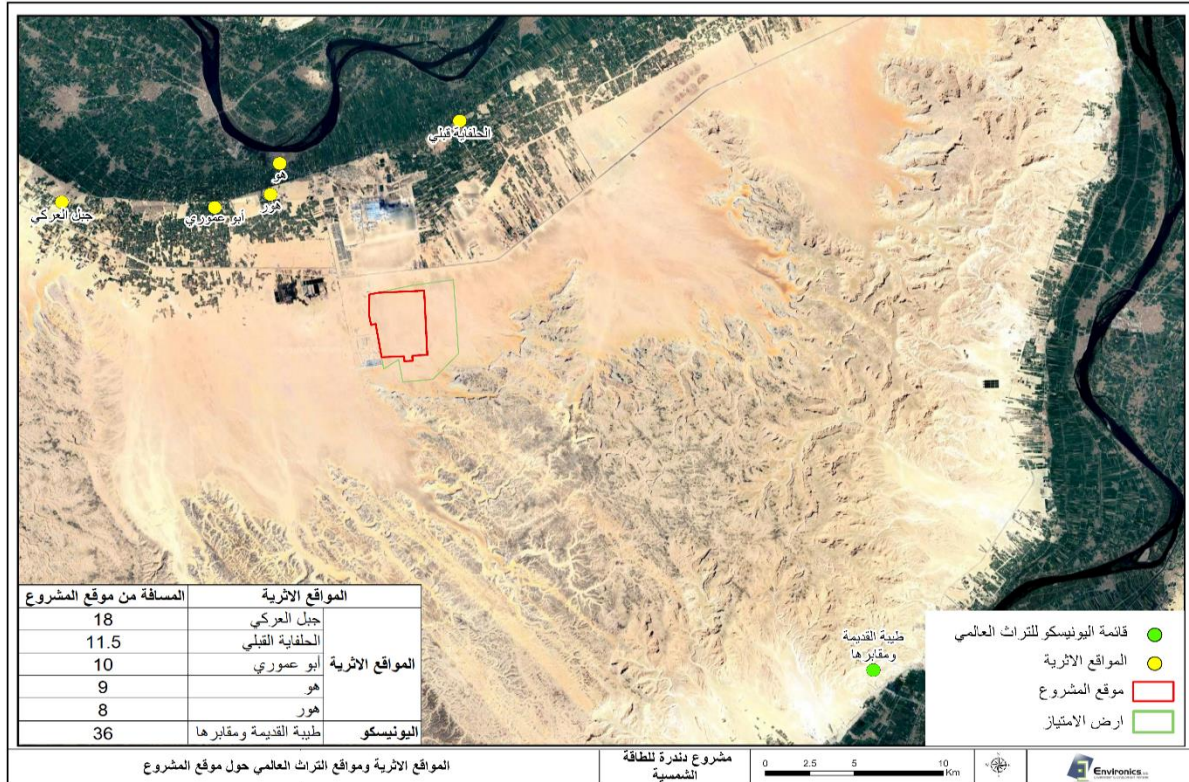 الحلفاية قبلي
هو
هور
أبو عموري
جبل العركي
طيبة القديمة
ومقابرها
المواقع الاثرية المسافة من موقع المشروع
المواقع الاثرية
جبل العركي 18
الحلفاية القبلي 11.5
أبو عموري 10
هو 9
هور 8
اليونيسكو طيبة القديمة ومقابرها 36
قائمة اليونيسكو للتراث العالمي
المواقع الاثرية
موقع المشروع
ارض الامتياز
المواقع الاثرية ومواقع التراث العالمي حول موقع المشروع
مشروع دندرة للطاقة
الشمسية
0 2.5 5 10
Km
Environics